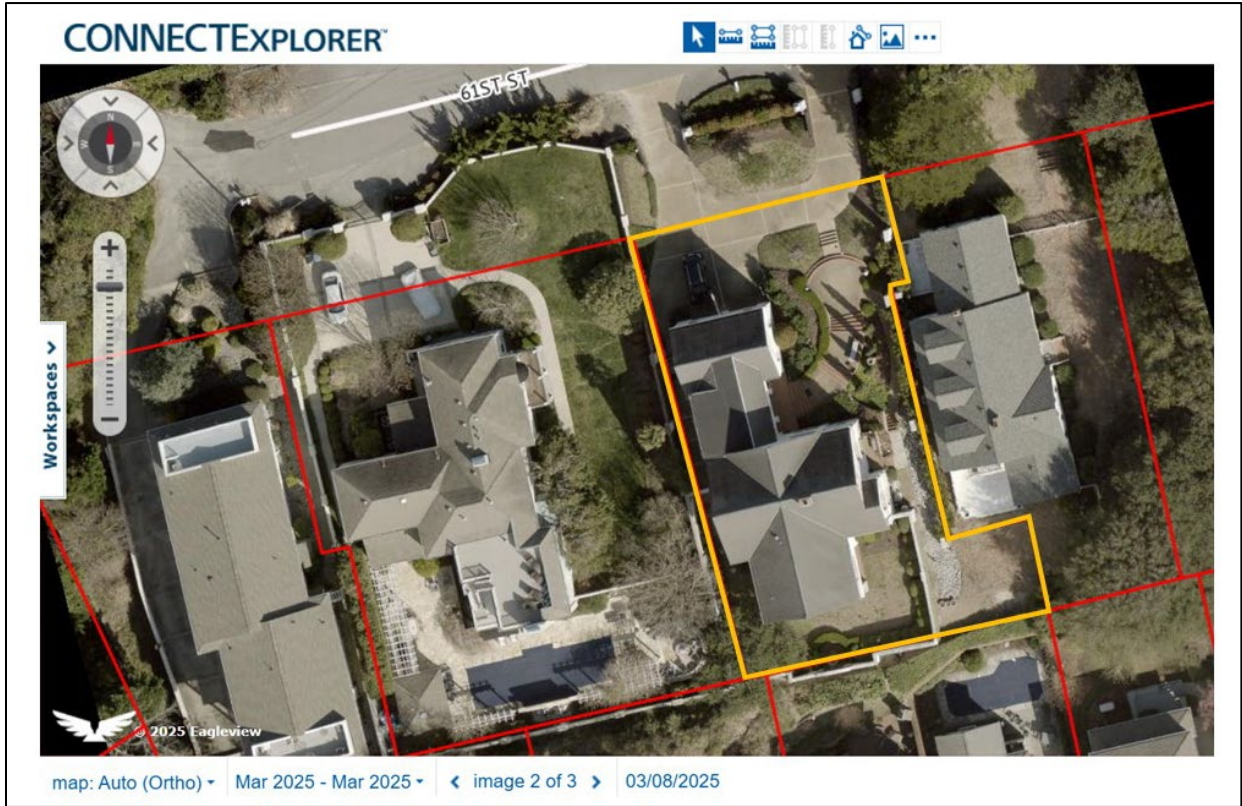 CONNECTEXPLORER™
61ST ST
N
E
S
W
Workspaces
© 2025 Eagleview
map: Auto (Ortho)
Mar 2025 - Mar 2025
image 2 of 3
03/08/2025